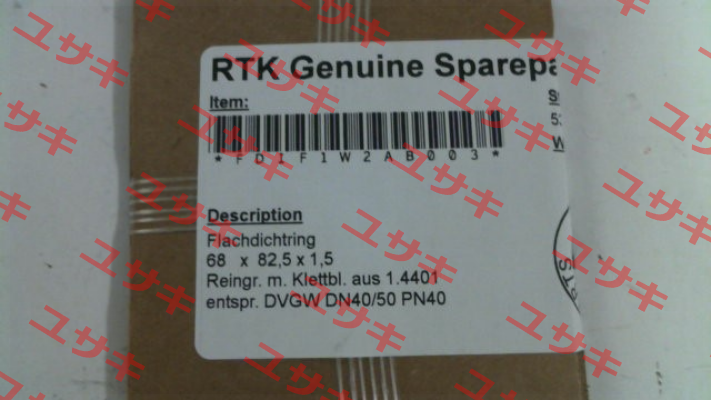 RTK Genuine Sparepa
Item:
*FDIF1W2AB003*
Description
Flachdichtring
68 x 82,5 x 1,5
Reingr. m. Klettbl. aus 1.4401
entspr. DVGW DN40/50 PN40
ユサキ